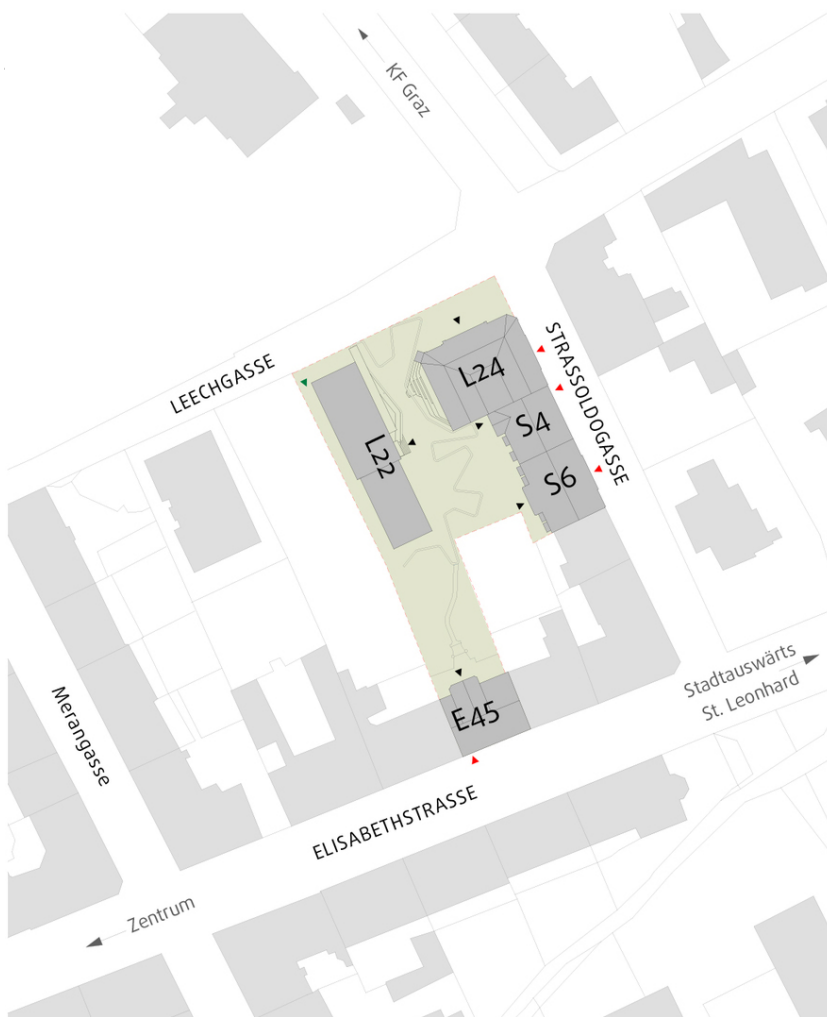 KF Graz
LEECHGASSE
STRASSOLDOGASSE
L24
S4
L22
S6
Stadtauswärts
St. Leonhard
Merangasse
E45
ELISABETHSTRASSE
Zentrum